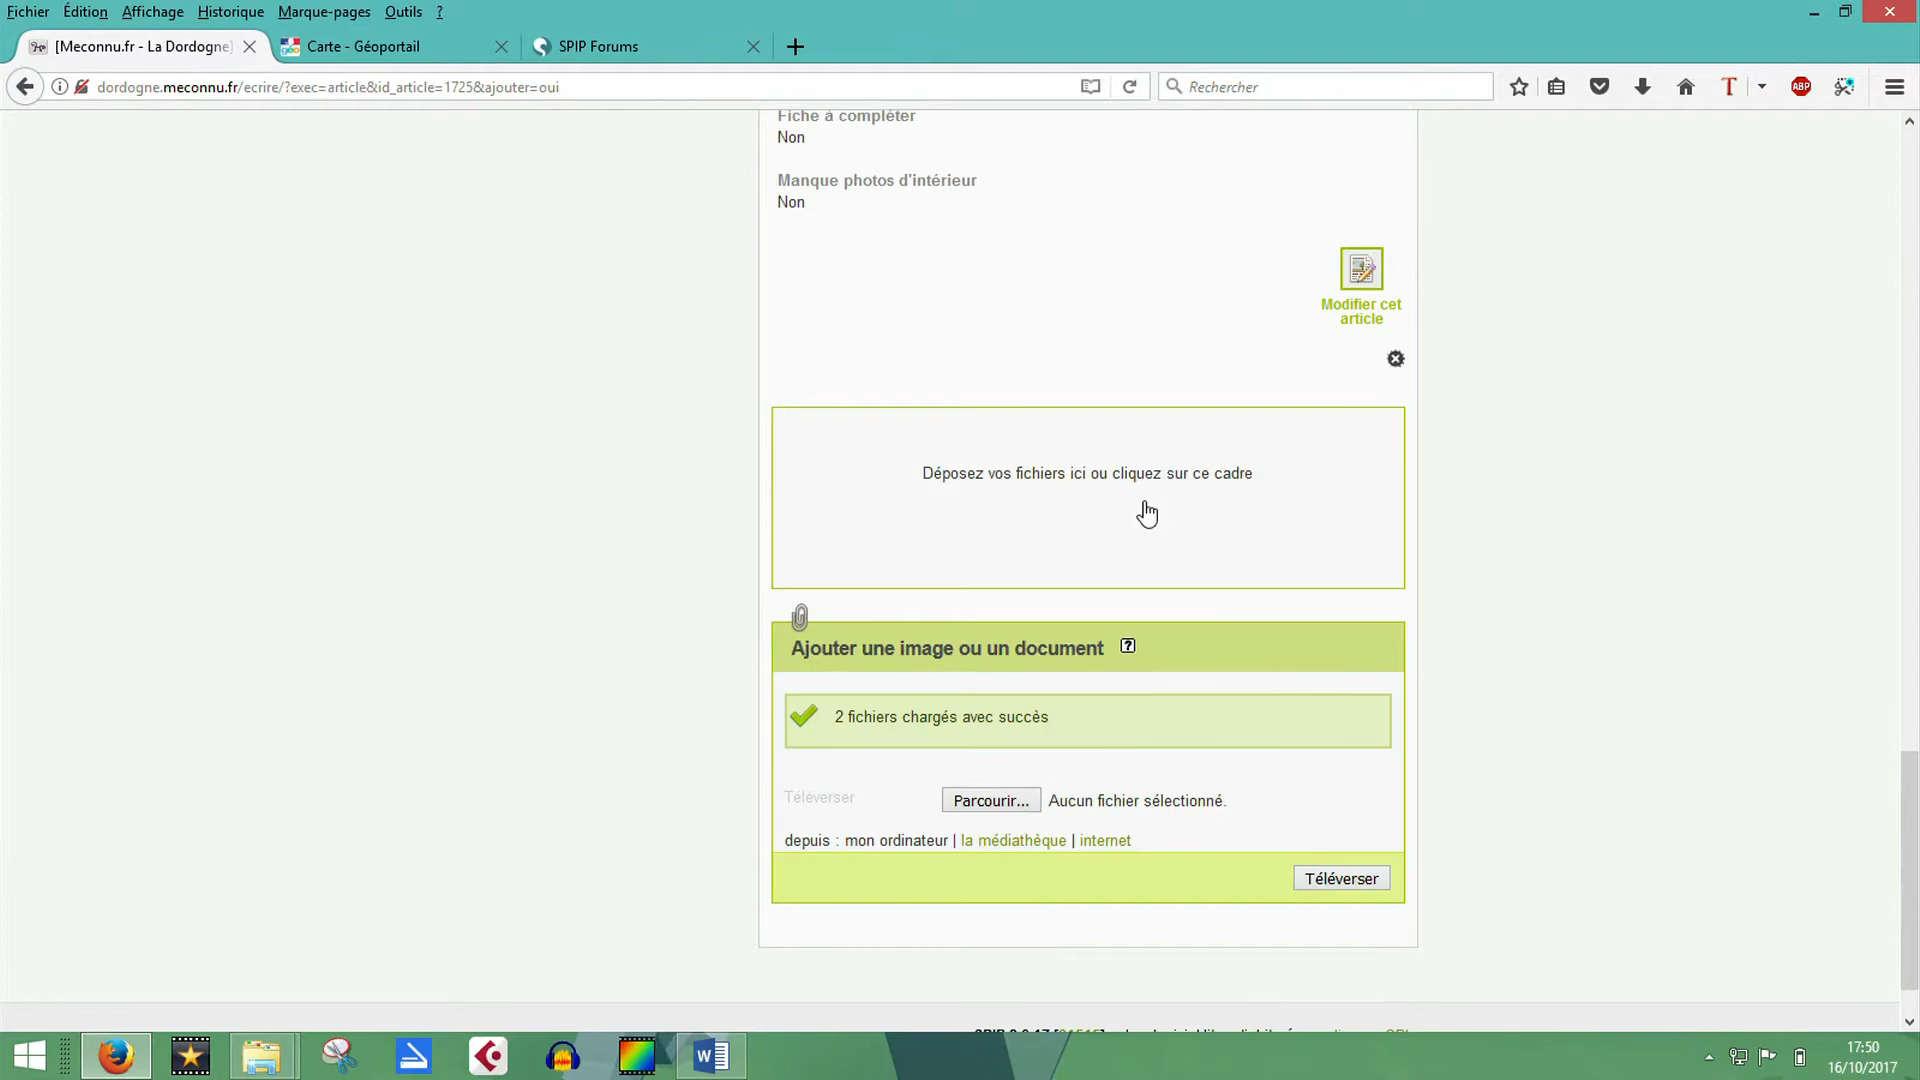 Fichier Édition Affichage Historique Marque-pages Outils ?
[Meconnu.fr - La Dordogne]
Carte - Géoportail
SPIP Forums
dordogne.meconnu.fr/ecrire/?exec=article&id_article=1725&ajouter=oui
Rechercher
T
ABP
Fiche à compléter
Non
Manque photos d'intérieur
Non
Modifier cet
article
Déposez vos fichiers ici ou cliquez sur ce cadre
Ajouter une image ou un document ?
2 fichiers chargés avec succès
Téléverser
Parcourir... Aucun fichier sélectionné.
depuis : mon ordinateur | la médiathèque | internet
Téléverser
W
17:50
16/10/2017